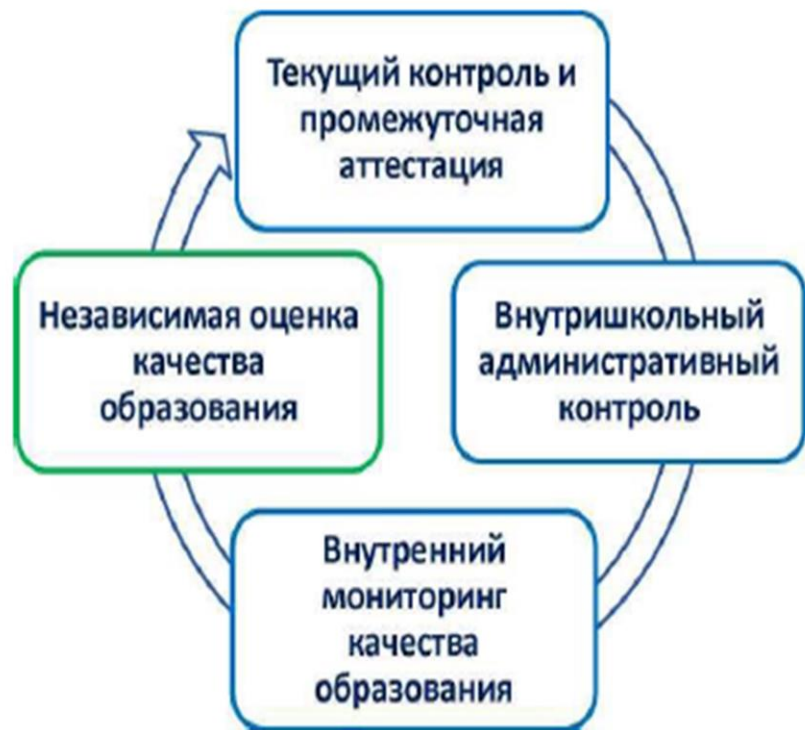 Текущий контроль и
промежуточная
аттестация
Внутришкольный
административный
контроль
Внутренний
мониторинг
качества
образования
Независимая оценка
качества
образования